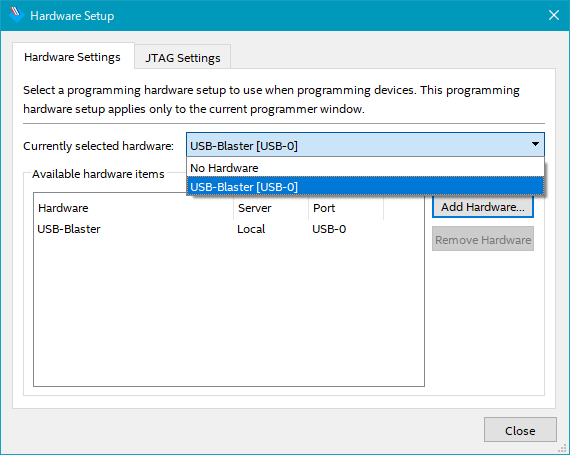 Hardware Setup
Hardware Settings
JTAG Settings
Select a programming hardware setup to use when programming devices. This programming
hardware setup applies only to the current programmer window.
Currently selected hardware:
USB-Blaster [USB-0]
No Hardware
USB-Blaster [USB-0]
Available hardware items
Hardware Server Port
USB-Blaster Local USB-0
Add Hardware...
Remove Hardware
Close